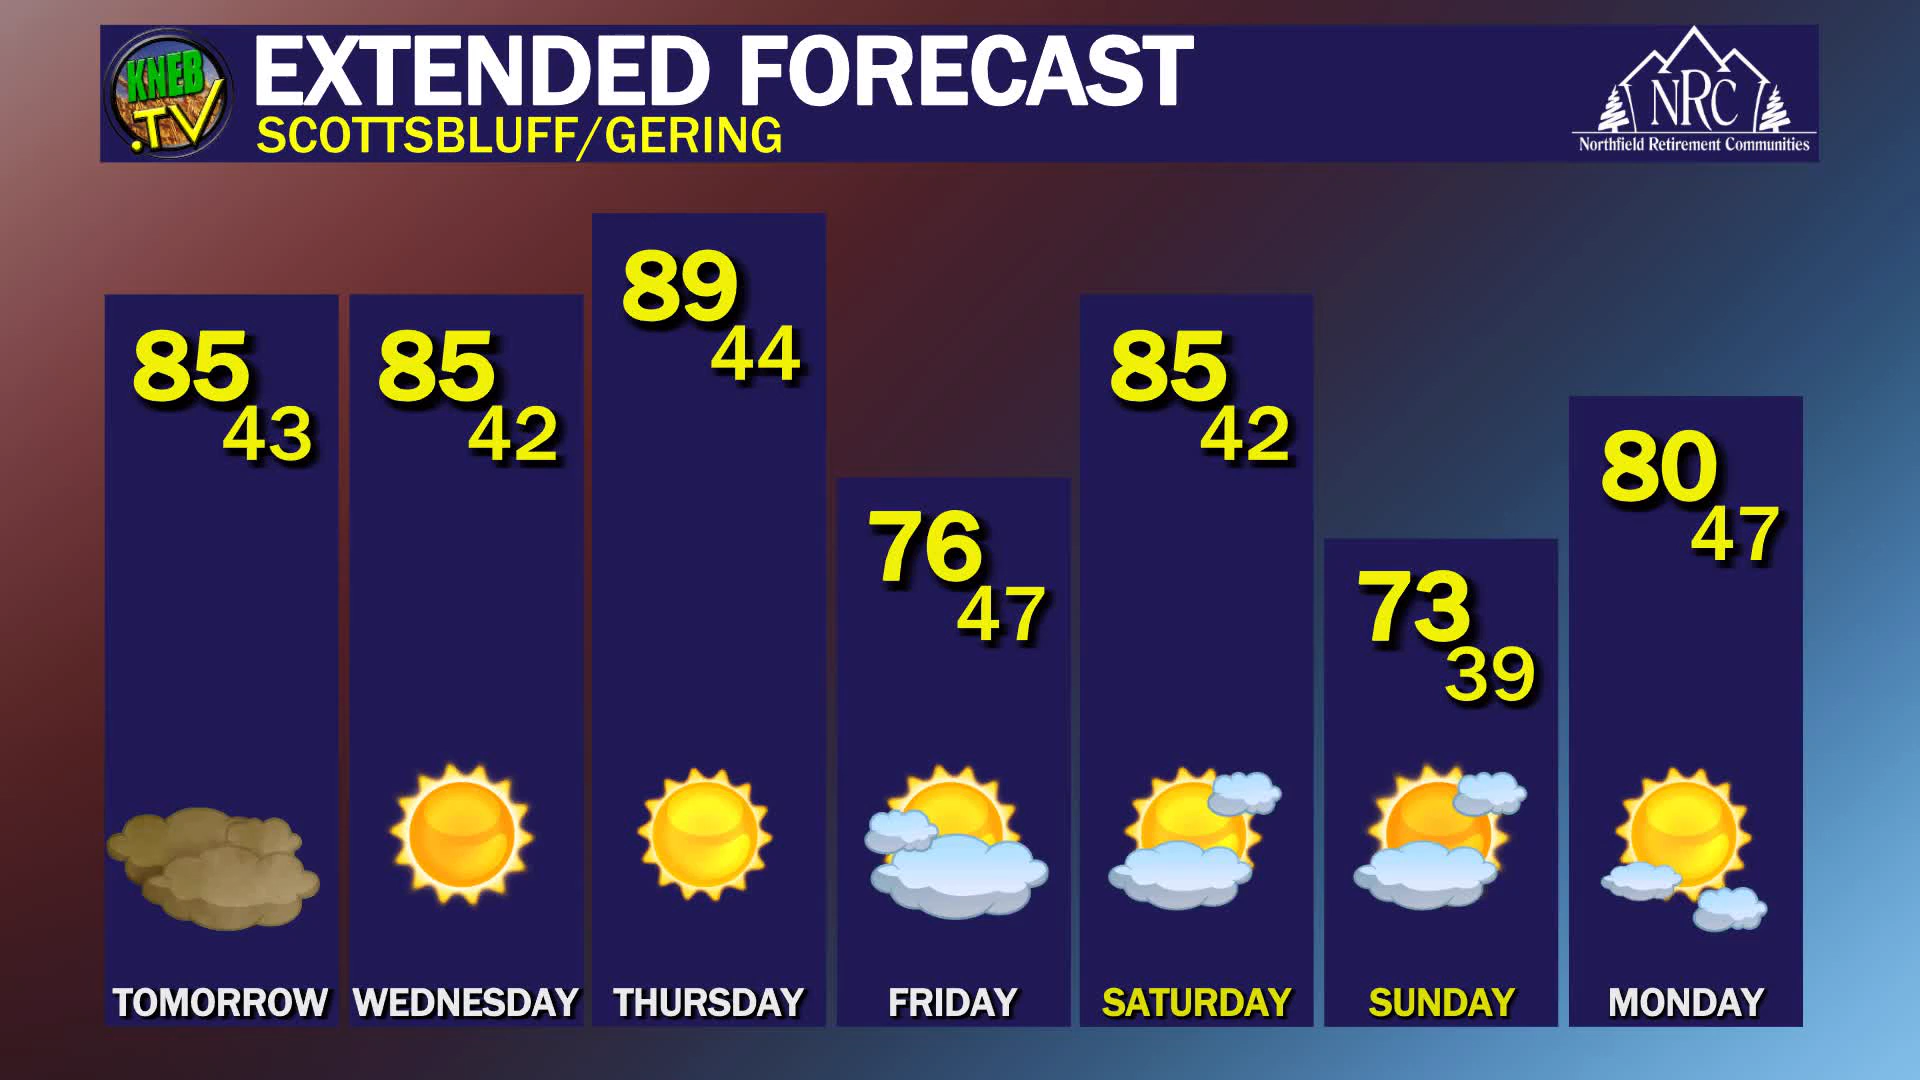 KNEB
.TV
EXTENDED FORECAST
SCOTTSBLUFF/GERING
NRC
Northfield Retirement Communities
85
43
TOMORROW
85
42
WEDNESDAY
89
44
THURSDAY
76
47
FRIDAY
85
42
SATURDAY
73
39
SUNDAY
80
47
MONDAY